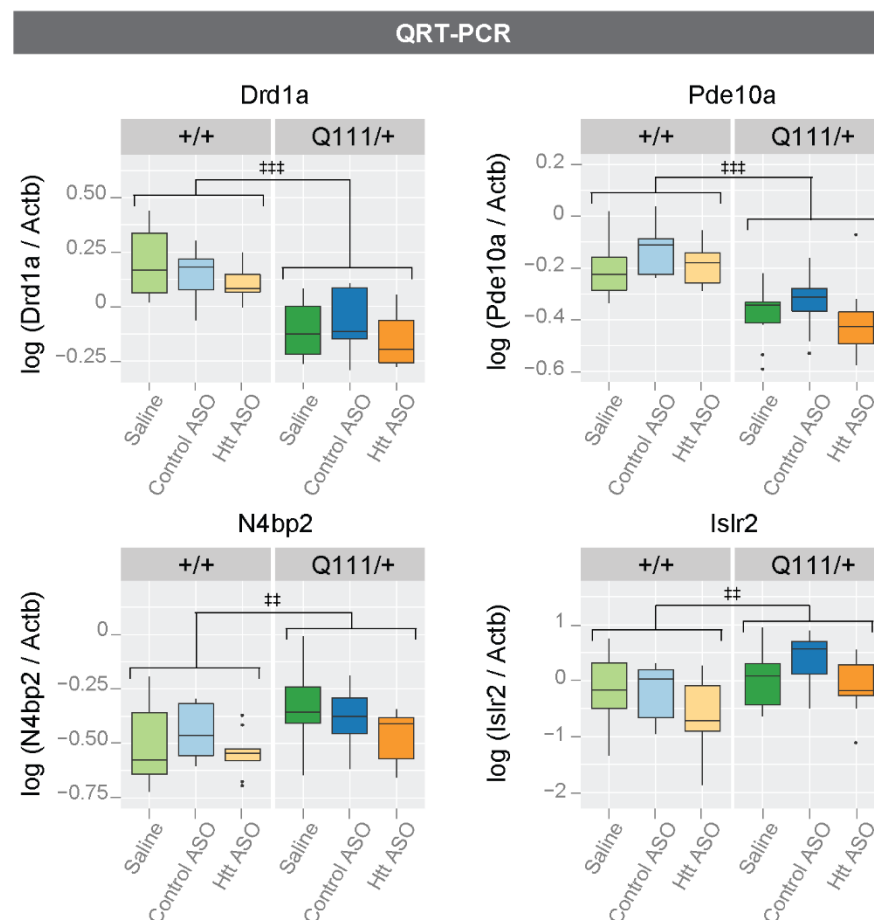 QRT-PCR
Drd1a
+/+ Q111/+
‡‡‡
log (Drd1a / Actb)
0.50
0.25
0
−0.25
Saline
Control ASO
Htt ASO
Saline
Control ASO
Htt ASO
Pde10a
+/+ Q111/+
‡‡‡
log (Pde10a / Actb)
0.2
0
−0.2
−0.4
−0.6
Saline
Control ASO
Htt ASO
Saline
Control ASO
Htt ASO
N4bp2
+/+ Q111/+
‡‡
log (N4bp2 / Actb)
0
−0.25
−0.50
−0.75
Saline
Control ASO
Htt ASO
Saline
Control ASO
Htt ASO
Islr2
+/+ Q111/+
‡‡
log (Islr2 / Actb)
1
0
−1
−2
Saline
Control ASO
Htt ASO
Saline
Control ASO
Htt ASO